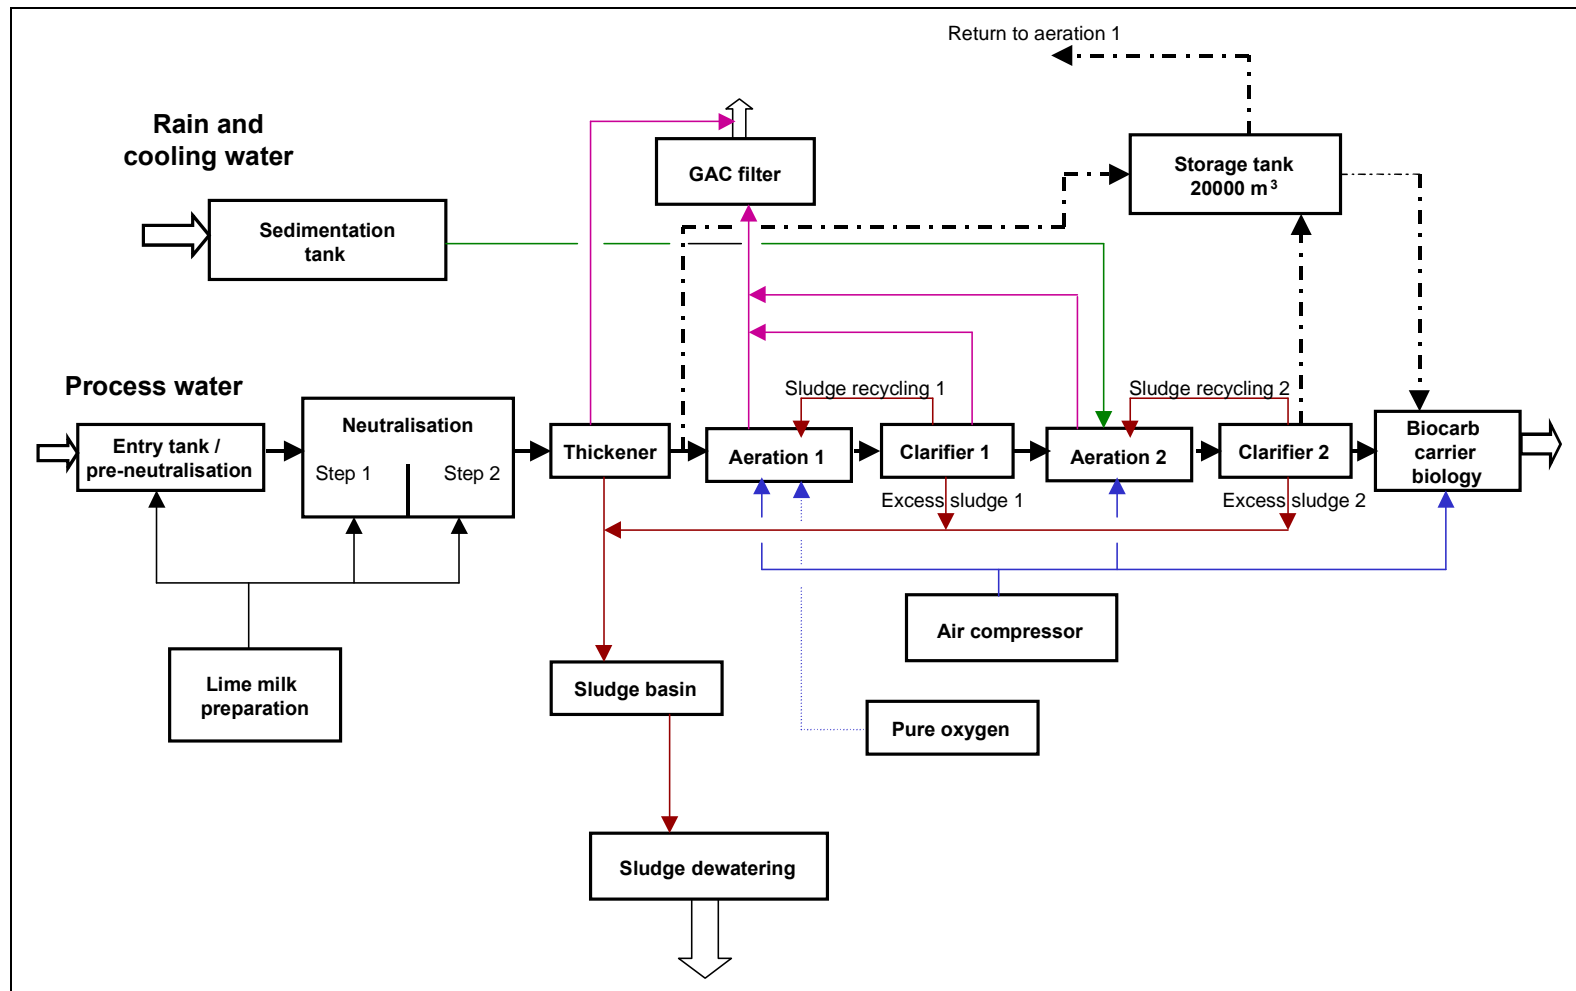 Return to aeration 1
Rain and
cooling water
GAC filter
Storage tank
20000 m³
Sedimentation
tank
Process water
Sludge recycling 1
Sludge recycling 2
Neutralisation
Step 1
Step 2
Entry tank /
pre-neutralisation
Thickener
Aeration 1
Clarifier 1
Aeration 2
Clarifier 2
Biocarb
carrier
biology
Excess sludge 1
Excess sludge 2
Air compressor
Lime milk
preparation
Sludge basin
Pure oxygen
Sludge dewatering